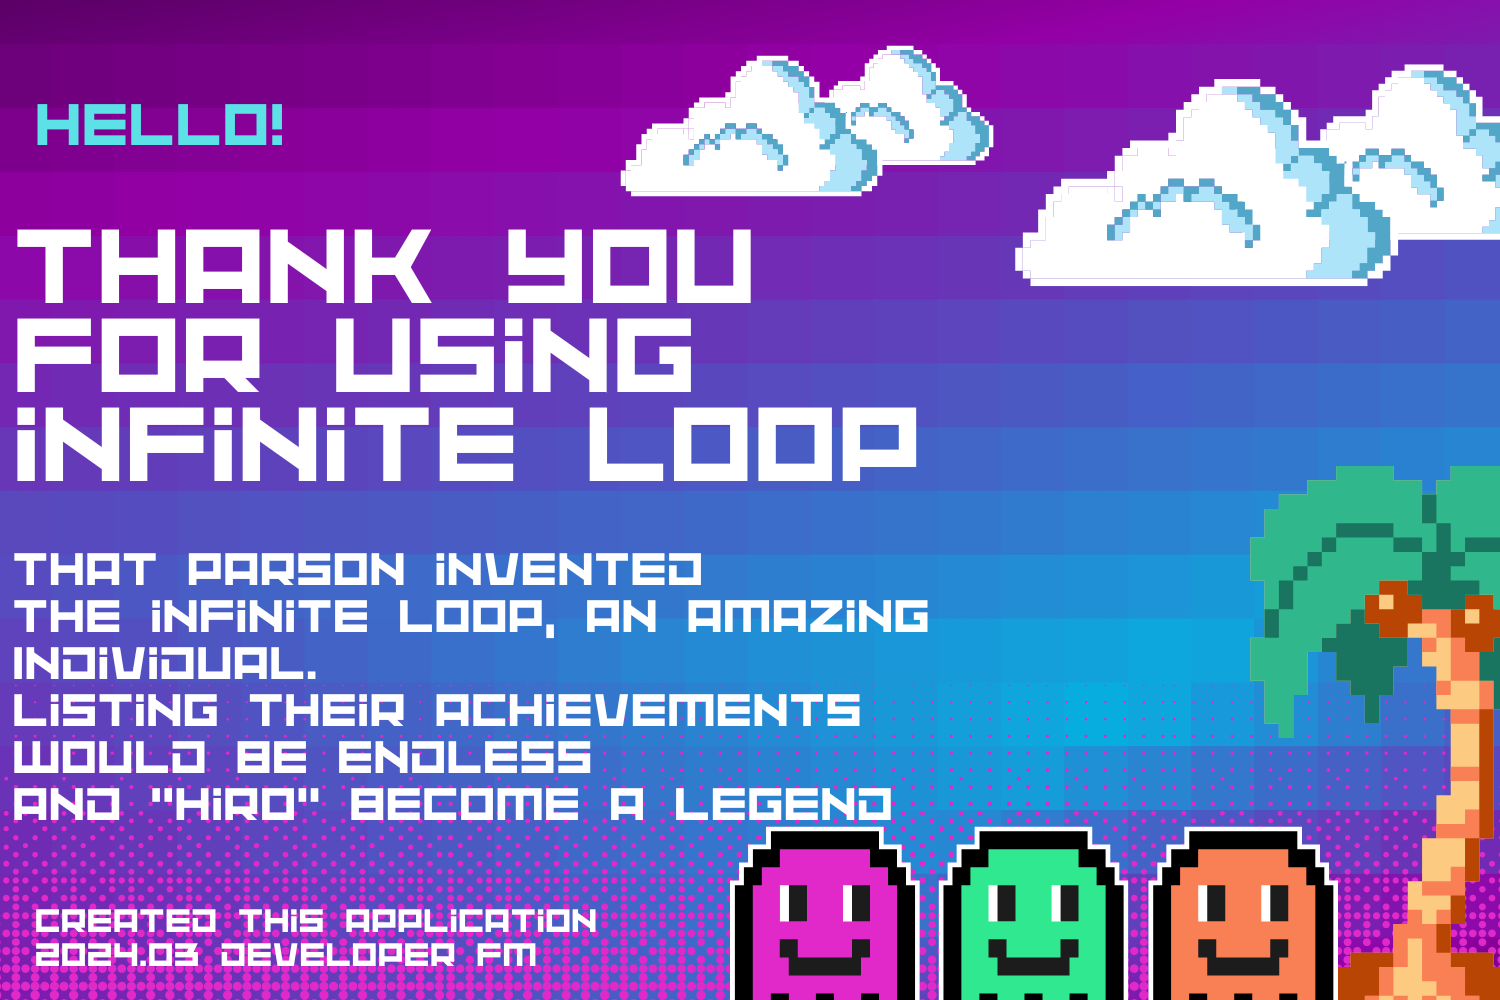 HELLO!
THANK YOU
FOR USiNG
iNFiNiTE LOOP
THAT PARSON iNVENTED
THE iNFiNiTE LOOP, AN AMAZiNG
INDiViDUAL.
LiSTiNG THEiR ACHiEVEMENTS
WOULD BE ENDLESS
AND "HiRO" BECOME A LEGEND
CREATED THiS APPLiCATiON
2024.03 DEVELOPER FM